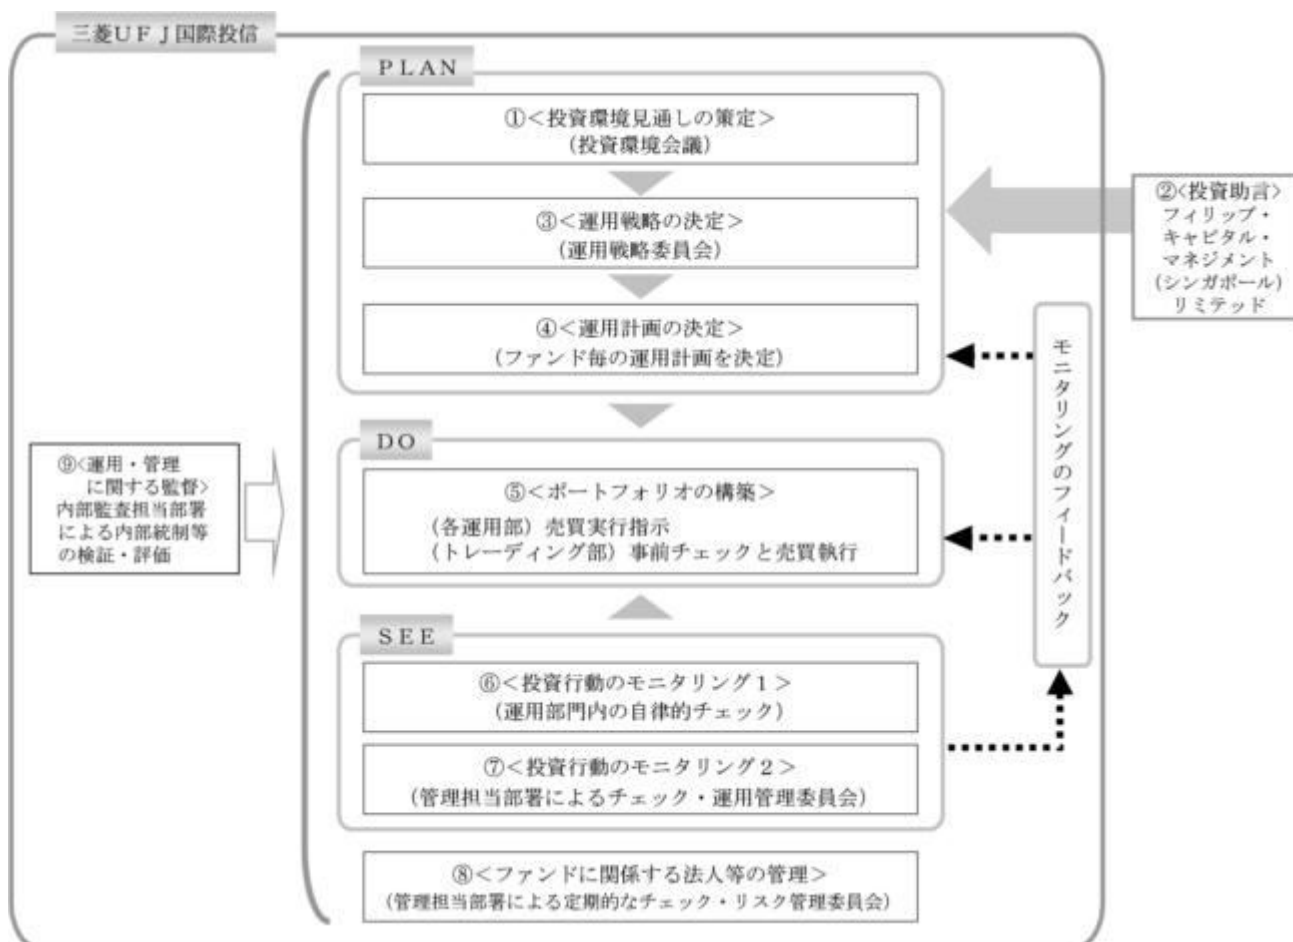 三菱ＵＦＪ国際投信
ＰＬＡＮ
①＜投資環境見通しの策定＞
（投資環境会議）
②<投資助言>
フィリップ・
キャピタル・
マネジメント
(シンガポール)
リミテッド
③＜運用戦略の決定＞
（運用戦略委員会）
④＜運用計画の決定＞
（ファンド毎の運用計画を決定）
モニタリングのフィードバック
ＤＯ
⑤＜ポートフォリオの構築＞
（各運用部）売買実行指示
（トレーディング部）事前チェックと売買執行
⑨<運用・管理
に関する監督>
内部監査担当部署
による内部統制等
の検証・評価
ＳＥＥ
⑥＜投資行動のモニタリング１＞
（運用部門内の自律的チェック）
⑦＜投資行動のモニタリング２＞
（管理担当部署によるチェック・運用管理委員会）
⑧＜ファンドに関係する法人等の管理＞
（管理担当部署による定期的なチェック・リスク管理委員会）